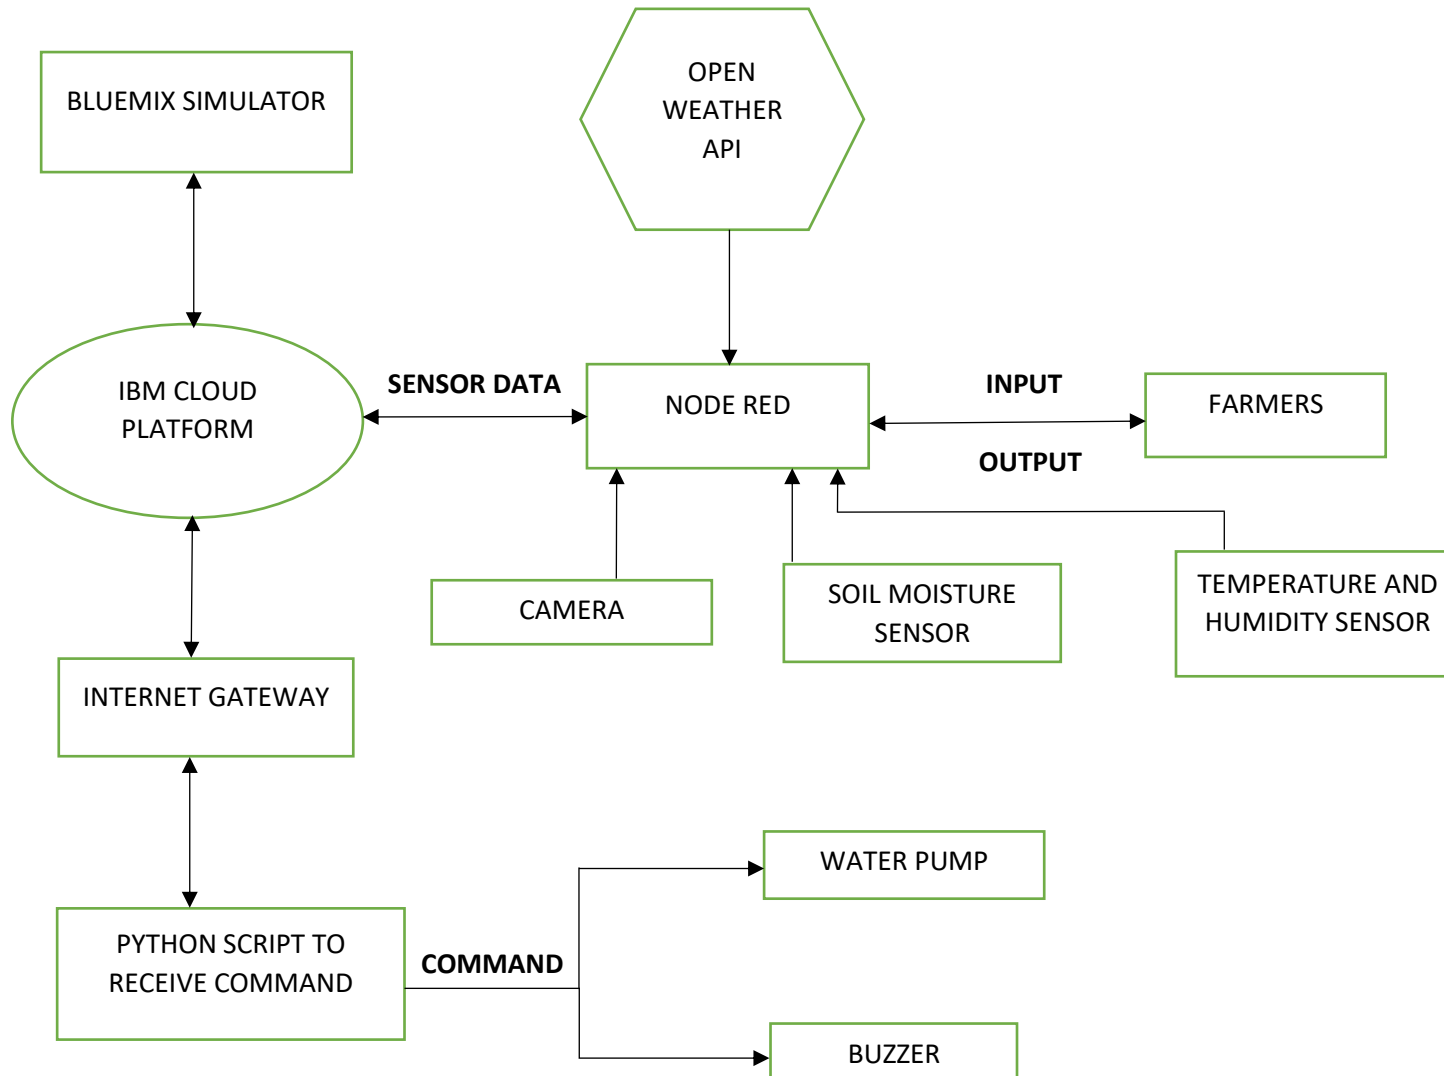 BLUEMIX SIMULATOR
OPEN
WEATHER
API
IBM CLOUD
PLATFORM
SENSOR DATA
NODE RED
INPUT
OUTPUT
FARMERS
CAMERA
SOIL MOISTURE
SENSOR
TEMPERATURE AND
HUMIDITY SENSOR
INTERNET GATEWAY
PYTHON SCRIPT TO
RECEIVE COMMAND
COMMAND
WATER PUMP
BUZZER